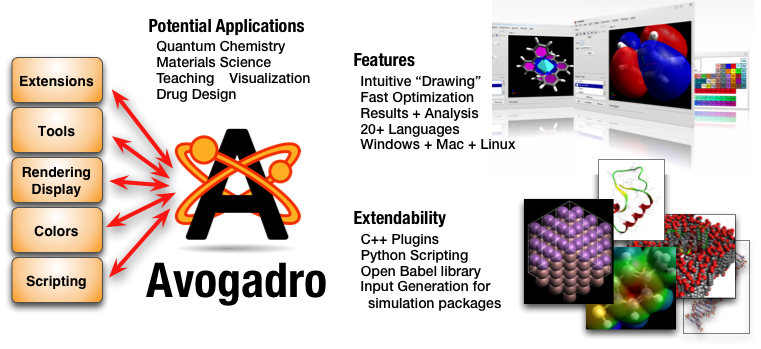 Potential Applications
Quantum Chemistry
Materials Science
Teaching Visualization
Drug Design
Extensions
Tools
Rendering
Display
Colors
Scripting
Avogadro
Features
Intuitive “Drawing”
Fast Optimization
Results + Analysis
20+ Languages
Windows + Mac + Linux
Extendability
C++ Plugins
Python Scripting
Open Babel library
Input Generation for
simulation packages